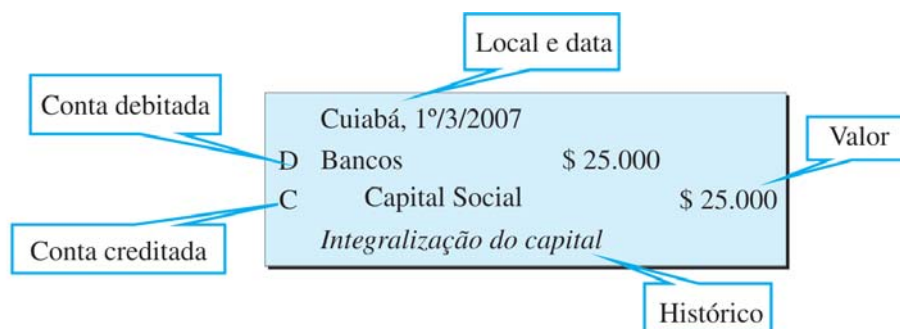 Local e data
Conta debitada
Cuiabá, 1º/3/2007
Valor
D Bancos $ 25.000
C Capital Social $ 25.000
Conta creditada
Integralização do capital
Histórico